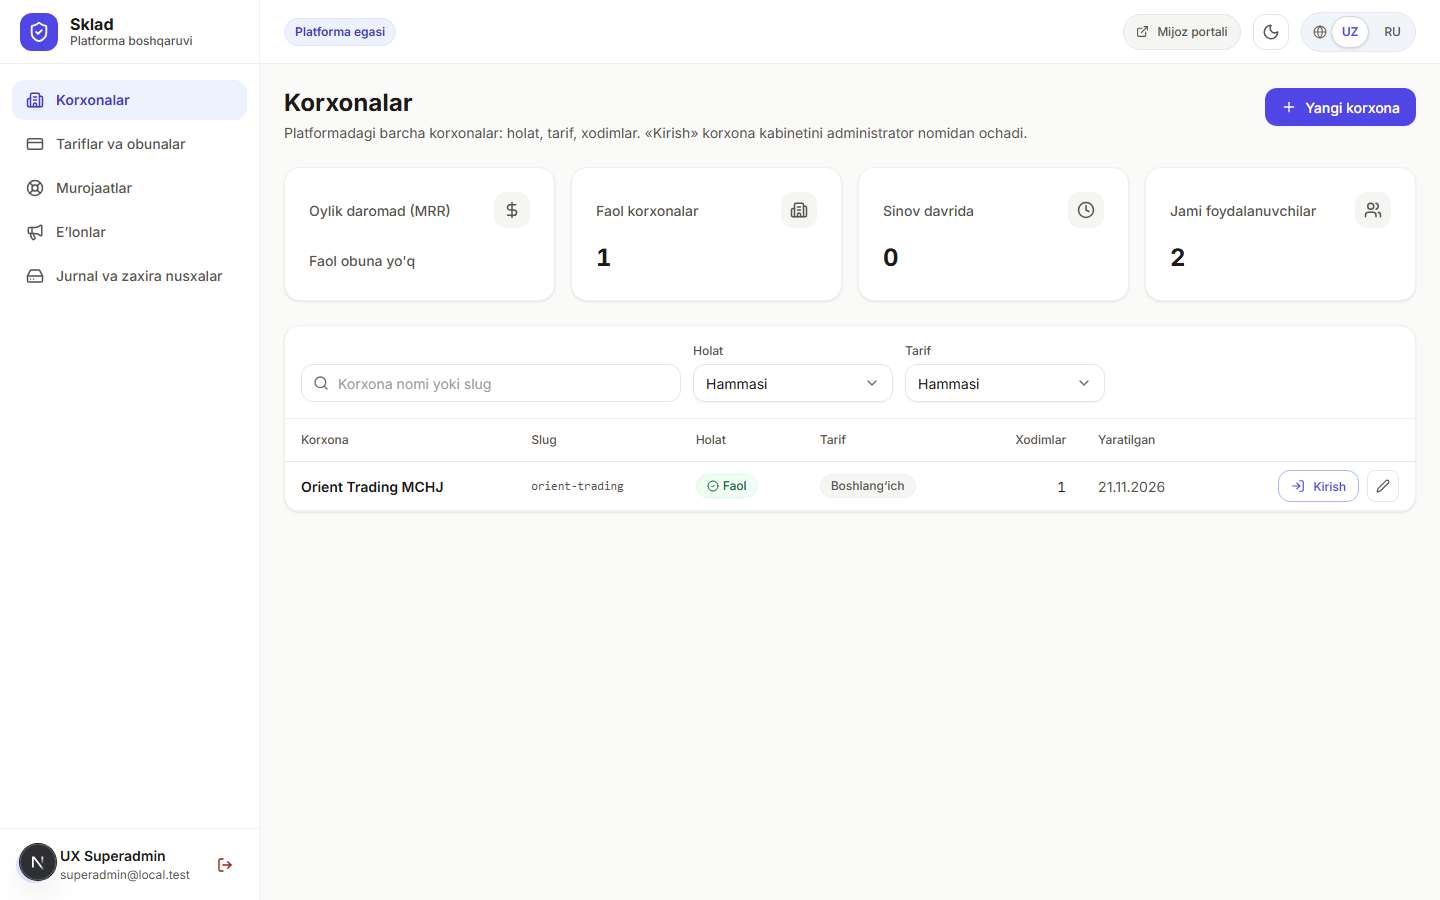 Sklad
Platforma boshqaruvi
Platforma egasi
Mijoz portali
UZ
RU
Korxonalar
Tariflar va obunalar
Murojaatlar
E’lonlar
Jurnal va zaxira nusxalar
Korxonalar
Platformadagi barcha korxonalar: holat, tarif, xodimlar. «Kirish» korxona kabinetini administrator nomidan ochadi.
Yangi korxona
Oylik daromad (MRR)
Faol obuna yo'q
Faol korxonalar
1
Sinov davrida
0
Jami foydalanuvchilar
2
Holat
Tarif
Korxona nomi yoki slug
Hammasi
Hammasi
Korxona Slug Holat Tarif Xodimlar Yaratilgan
Orient Trading MCHJ orient-trading Faol Boshlang‘ich 1 21.11.2026 Kirish
N
UX Superadmin
superadmin@local.test